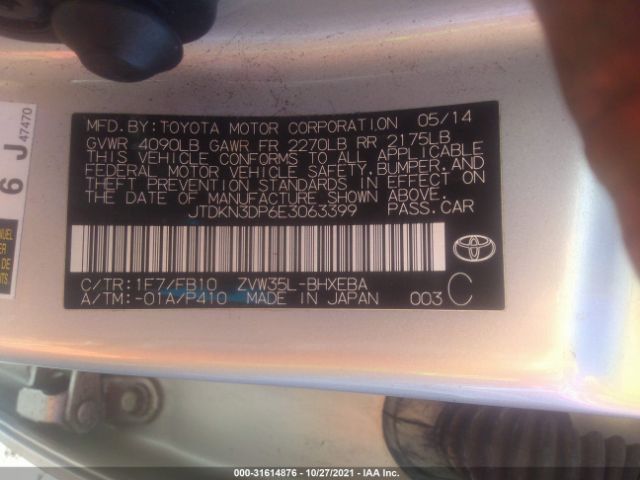 MFD.BY:TOYOTA MOTOR CORPORATION 05/14
GVWR 4090LB GAWR FR 2270LB RR 2175LB
THIS VEHICLE CONFORMS TO ALL APPLICABLE
FEDERAL MOTOR VEHICLE SAFETY,BUMPER,AND
THEFT PREVENTION STANDARDS IN EFFECT ON
THE DATE OF MANUFACTURE SHOWN ABOVE.
JTDKN3DP6E3063399 PASS.CAR
C/TR:1F7/FB10 ZVW35L-BHXEBA
A/TM:-01A/P410 MADE IN JAPAN 003 C
6 J
47470
000-31614876 | 10/27/2021 | IAA Inc.